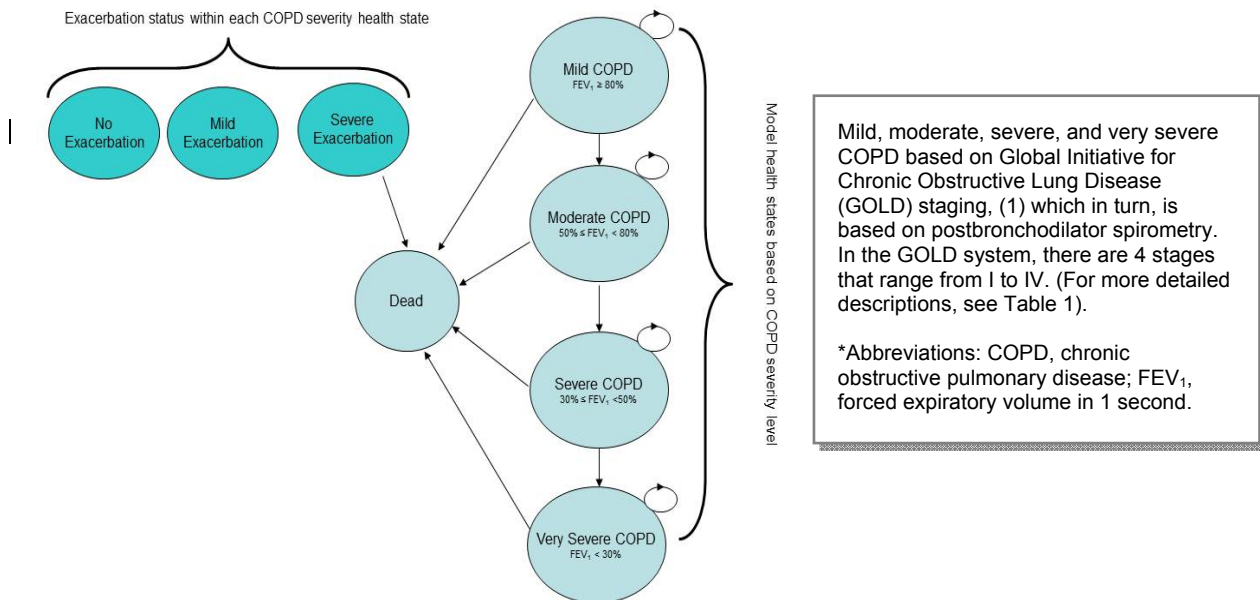 Exacerbation status within each COPD severity health state
No
Exacerbation
Mild
Exacerbation
Severe
Exacerbation
Dead
Mild COPD
FEV₁ ≥ 80%
Moderate COPD
50% ≤ FEV₁ < 80%
Severe COPD
30% ≤ FEV₁ <50%
Very Severe COPD
FEV₁ < 30%
Model health states based on COPD severity level
Mild, moderate, severe, and very severe
COPD based on Global Initiative for
Chronic Obstructive Lung Disease
(GOLD) staging, (1) which in turn, is
based on postbronchodilator spirometry.
In the GOLD system, there are 4 stages
that range from I to IV. (For more detailed
descriptions, see Table 1).
*Abbreviations: COPD, chronic
obstructive pulmonary disease; FEV₁,
forced expiratory volume in 1 second.